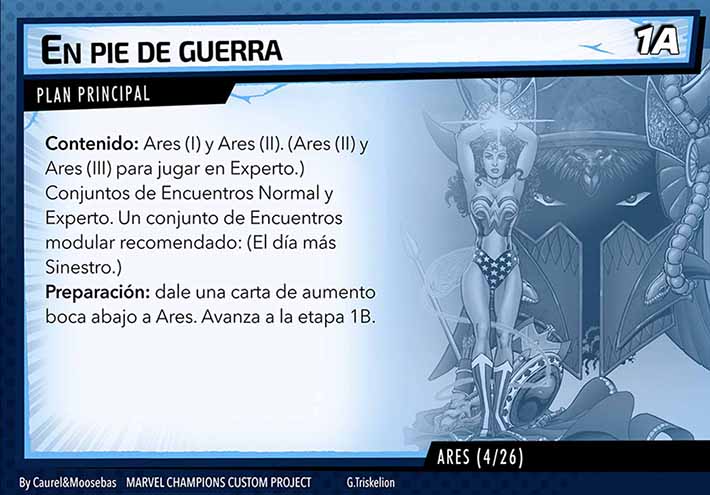 EN PIE DE GUERRA
1A
PLAN PRINCIPAL
Contenido: Ares (I) y Ares (II). (Ares (II) y
Ares (III) para jugar en Experto.)
Conjuntos de Encuentros Normal y
Experto. Un conjunto de Encuentros
modular recomendado: (El día más
Sinestro.)
Preparación: dale una carta de aumento
boca abajo a Ares. Avanza a la etapa 1B.
ARES (4/26)
By Caurel&Moosebas MARVEL CHAMPIONS CUSTOM PROJECT G.Triskelion